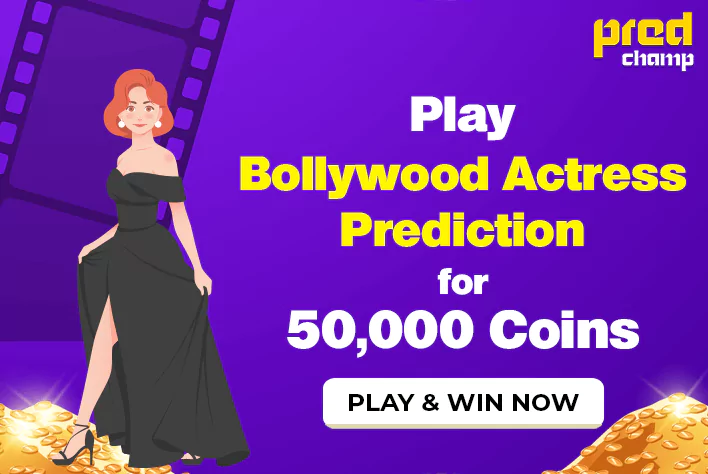 pred
champ
Play
Bollywood Actress
Prediction
for
50,000 Coins
PLAY & WIN NOW